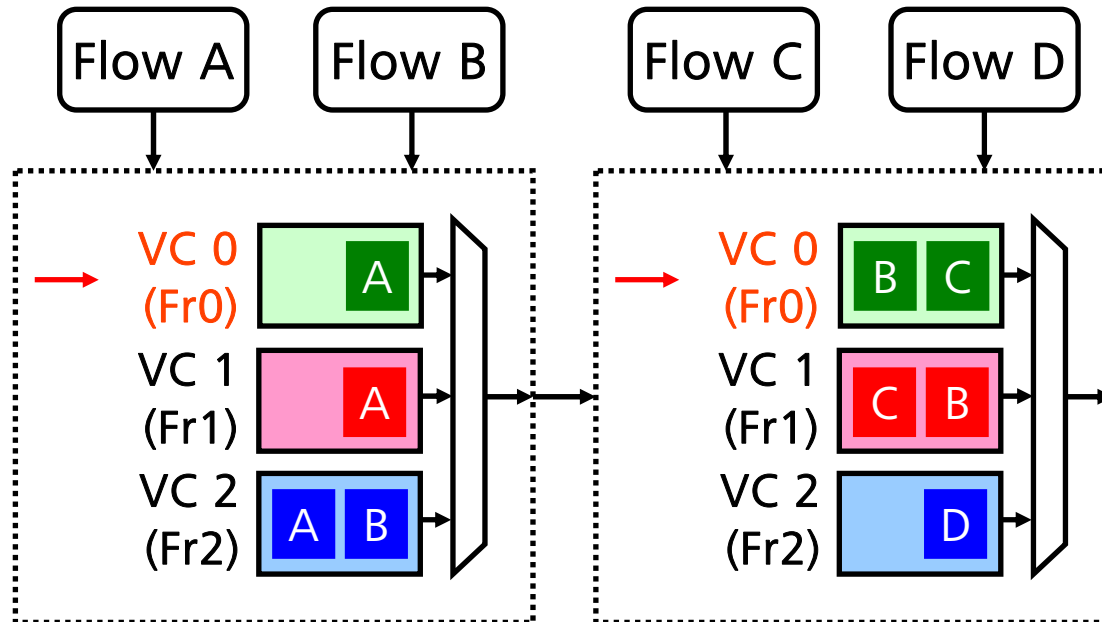 Flow A
Flow B
Flow C
Flow D
VC 0
(Fr0)
A
VC 1
(Fr1)
A
VC 2
(Fr2)
A B
VC 0
(Fr0)
B C
VC 1
(Fr1)
C B
VC 2
(Fr2)
D